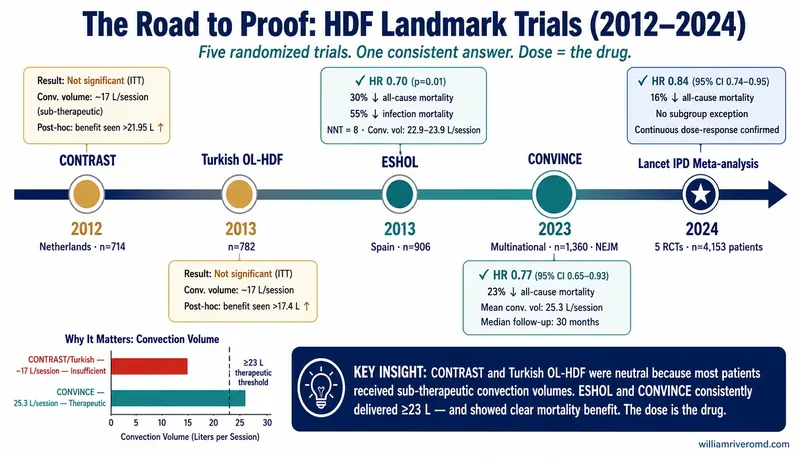 The Road to Proof: HDF Landmark Trials (2012–2024)
Five randomized trials. One consistent answer. Dose = the drug.
Result: Not significant (ITT)
Conv. volume: ~17 L/session
(sub-therapeutic)
Post-hoc: benefit seen >21.95 L ↑
CONTRAST
2012
Netherlands · n=714
Turkish OL-HDF
2013
n=782
Result: Not significant (ITT)
Conv. volume: ~17 L/session
Post-hoc: benefit seen >17.4 L ↑
✓ HR 0.70 (p=0.01)
30% ↓ all-cause mortality
55% ↓ infection mortality
NNT = 8 · Conv. vol: 22.9–23.9 L/session
ESHOL
2013
Spain · n=906
CONVINCE
2023
Multinational · n=1,360 · NEJM
✓ HR 0.77 (95% CI 0.65–0.93)
23% ↓ all-cause mortality
Mean conv. vol: 25.3 L/session
Median follow-up: 30 months
✓ HR 0.84 (95% CI 0.74–0.95)
16% ↓ all-cause mortality
No subgroup exception
Continuous dose-response confirmed
Lancet IPD Meta-analysis
2024
5 RCTs · n=4,153 patients
Why It Matters: Convection Volume
CONTRAST/Turkish —
~17 L/session — Insufficient
CONVINCE —
25.3 L/session — Therapeutic
≥23 L
therapeutic
threshold
0 5 10 15 20 25 30
Convection Volume (Liters per Session)
KEY INSIGHT: CONTRAST and Turkish OL-HDF were neutral because most patients
received sub-therapeutic convection volumes. ESHOL and CONVINCE consistently
delivered ≥23 L — and showed clear mortality benefit. The dose is the drug.
williamriveromd.com